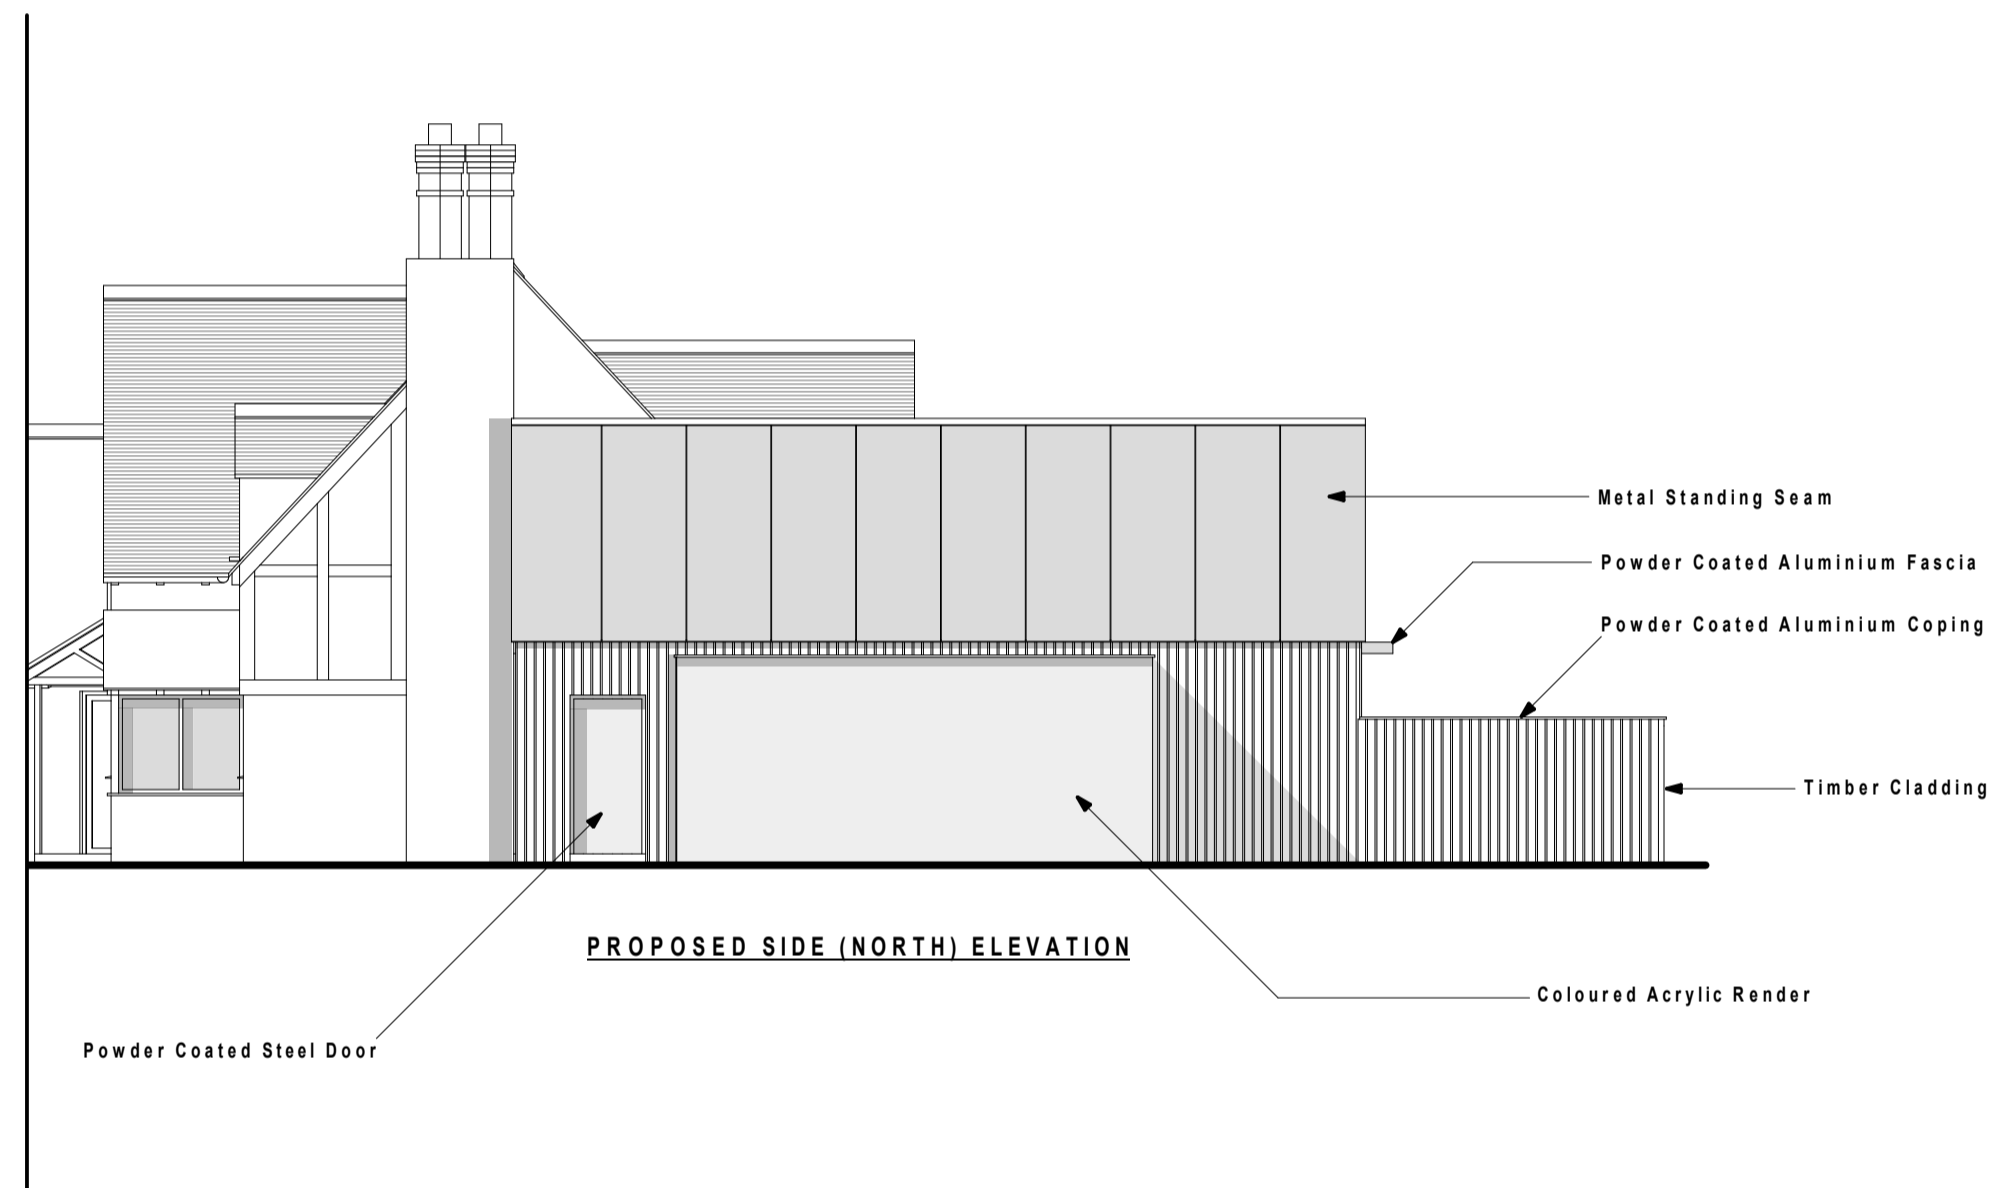 Metal Standing Seam
Powder Coated Aluminium Fascia
Powder Coated Aluminium Coping
Timber Cladding
PROPOSED SIDE (NORTH) ELEVATION
Coloured Acrylic Render
Powder Coated Steel Door